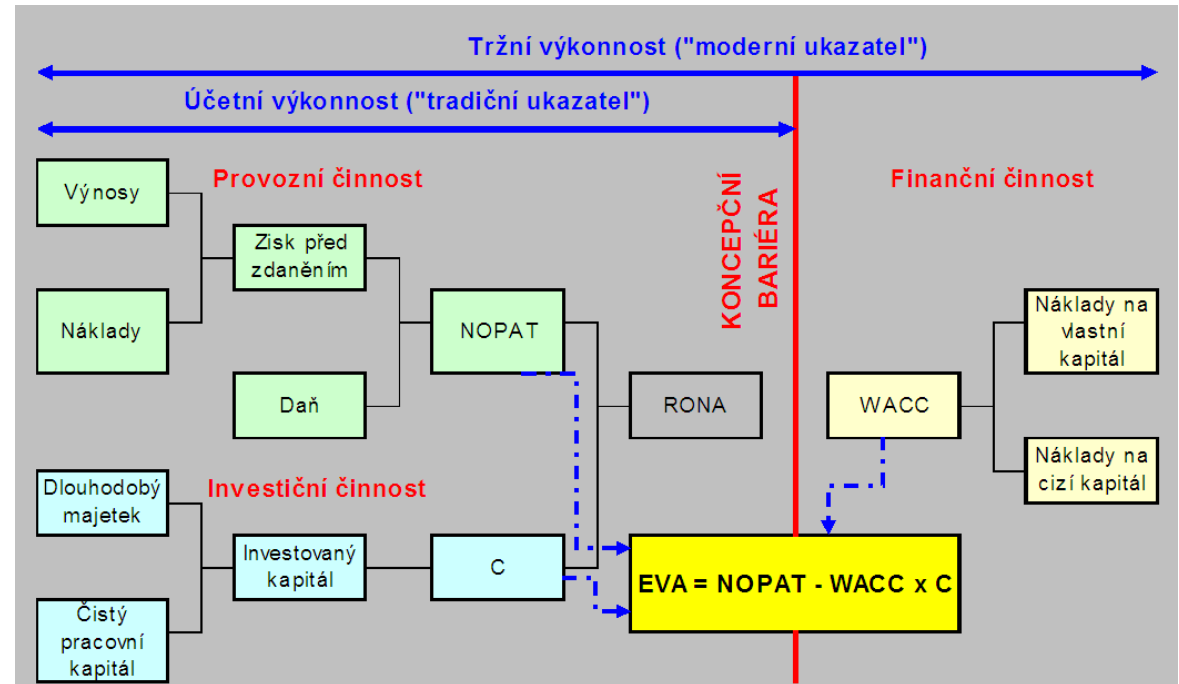 Tržní výkonnost ("moderní ukazatel")
Účetní výkonnost ("tradiční ukazatel")
Provozní činnost
Finanční činnost
KONCEPČNÍ
BARIÉRA
Výnosy
Zisk před
zdaněním
Náklady
NOPAT
Daň
RONA
WACC
Náklady na
vlastní
kapitál
Náklady na
cizí kapitál
Investiční činnost
Dlouhodobý
majetek
Investovaný
kapitál
C
Čistý
pracovní
kapitál
EVA = NOPAT - WACC x C